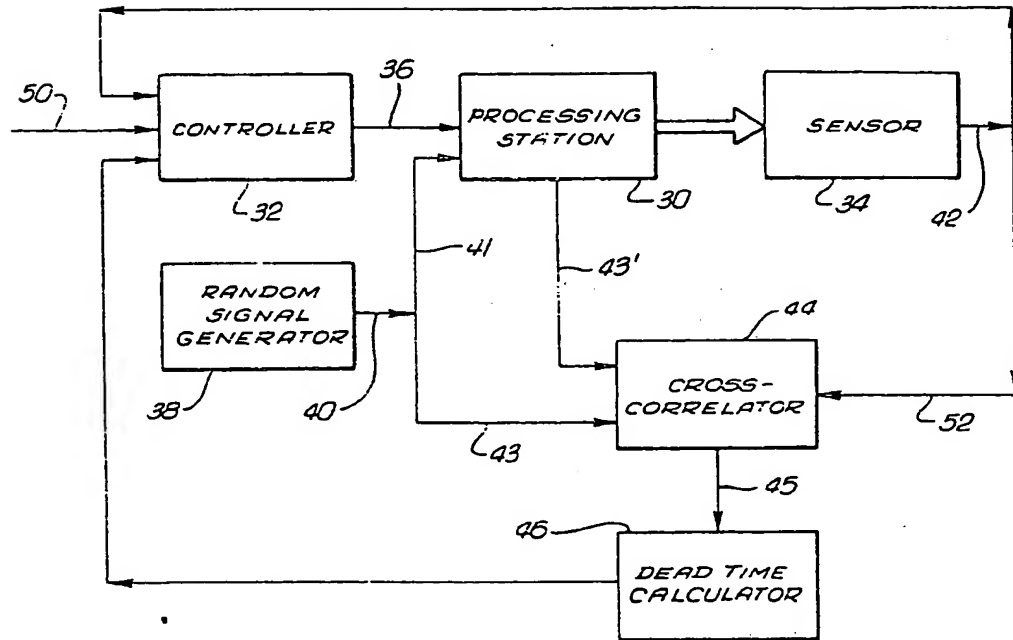 50
CONTROLLER
32
36
PROCESSING
STATION
30
SENSOR
34
42
41
43'
RANDOM
SIGNAL
GENERATOR
38
40
43
44
CROSS-
CORRELATOR
52
45
46
DEAD TIME
CALCULATOR